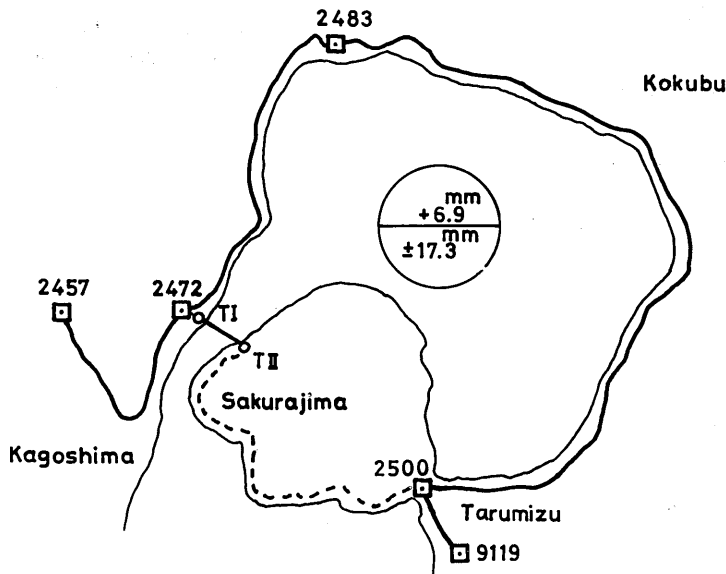 2483
Kokubu
mm
+6.9
mm
±17.3
2457
2472
TI
TII
Sakurajima
Kagoshima
2500
Tarumizu
9119